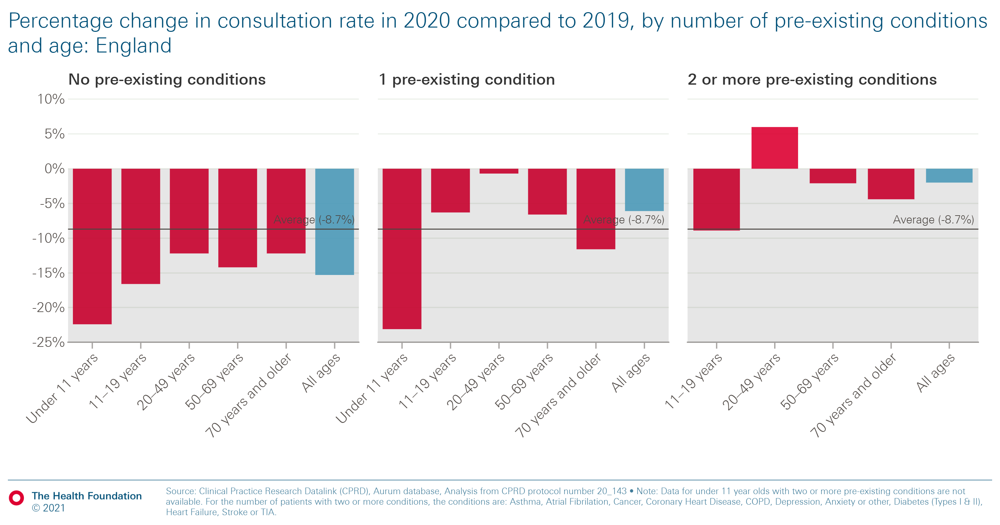 Percentage change in consultation rate in 2020 compared to 2019, by number of pre-existing conditions
and age: England
No pre-existing conditions
1 pre-existing condition
2 or more pre-existing conditions
10%
5%
0%
-5%
-10%
-15%
-20%
-25%
Average (-8.7%)
Average (-8.7%)
Average (-8.7%)
Under 11 years
11–19 years
20–49 years
50–69 years
70 years and older
All ages
Under 11 years
11–19 years
20–49 years
50–69 years
70 years and older
All ages
11–19 years
20–49 years
50–69 years
70 years and older
All ages
The Health Foundation
© 2021
Source: Clinical Practice Research Datalink (CPRD), Aurum database, Analysis from CPRD protocol number 20_143 • Note: Data for under 11 year olds with two or more pre-existing conditions are not
available. For the number of patients with two or more conditions, the conditions are: Asthma, Atrial Fibrilation, Cancer, Coronary Heart Disease, COPD, Depression, Anxiety or other, Diabetes (Types I & II),
Heart Failure, Stroke or TIA.